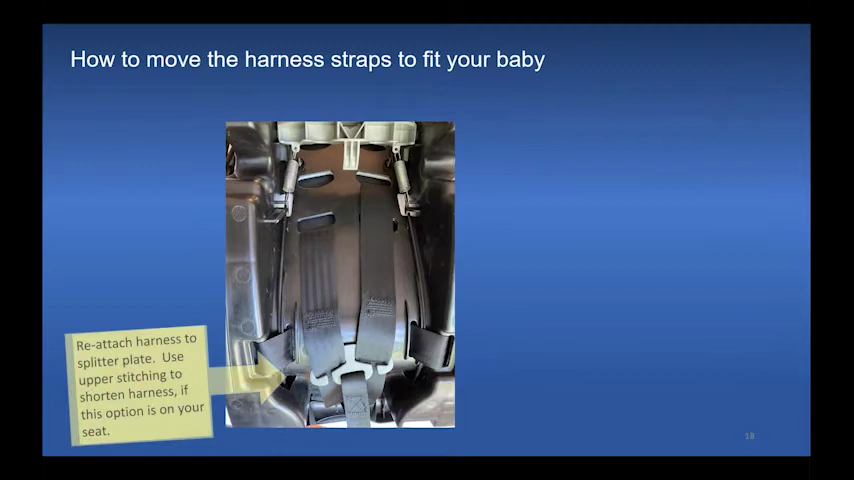 How to move the harness straps to fit your baby
Re-attach harness to
splitter plate. Use
upper stitching to
shorten harness, if
this option is on your
seat.
18